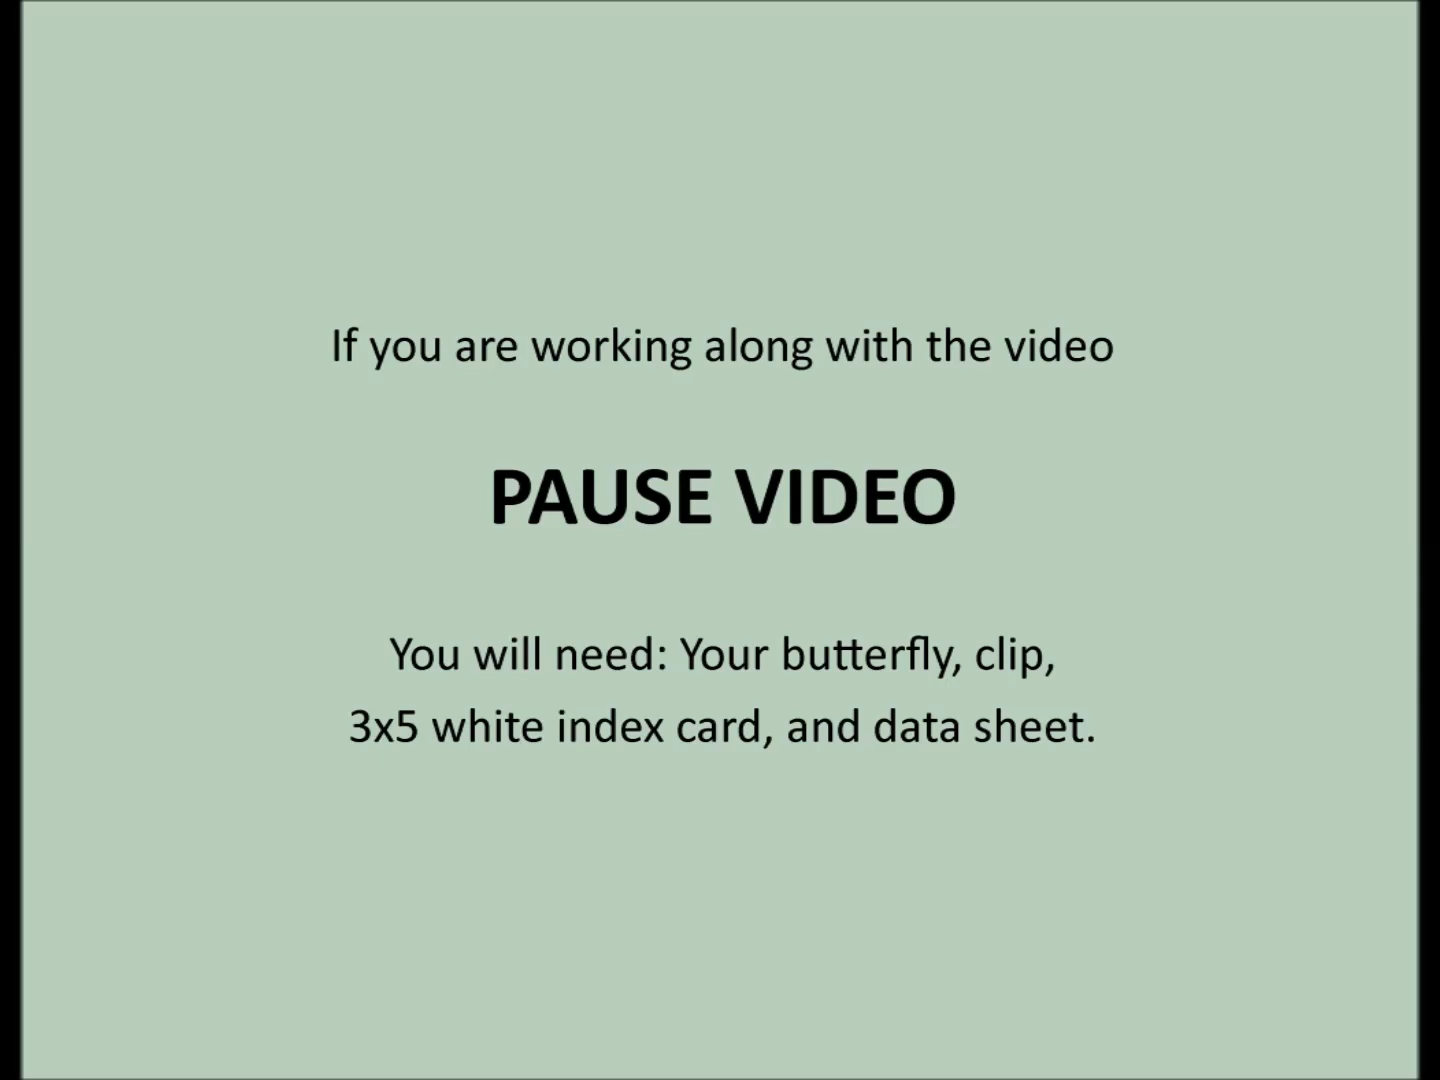 If you are working along with the video
PAUSE VIDEO
You will need: Your butterfly, clip,
3x5 white index card, and data sheet.